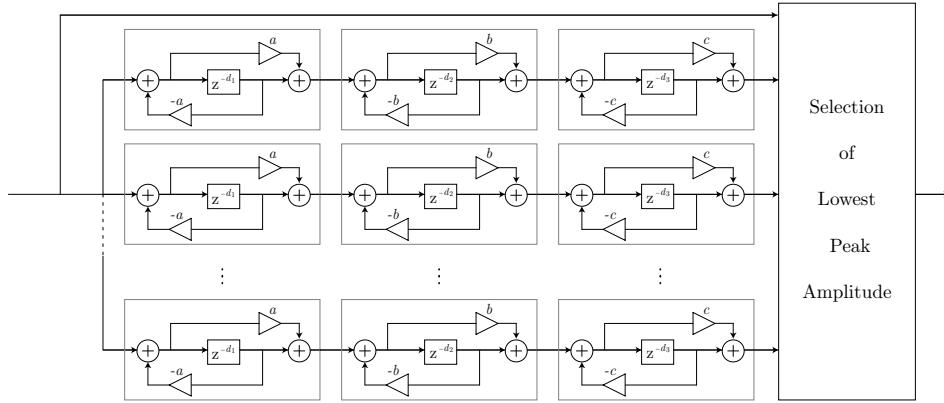 a b c
z^-d₁ z^-d₂ z^-d₃
-a -b -c
a b c
z^-d₁ z^-d₂ z^-d₃
-a -b -c
⋮ ⋮ ⋮
a b c
z^-d₁ z^-d₂ z^-d₃
-a -b -c
Selection
of
Lowest
Peak
Amplitude